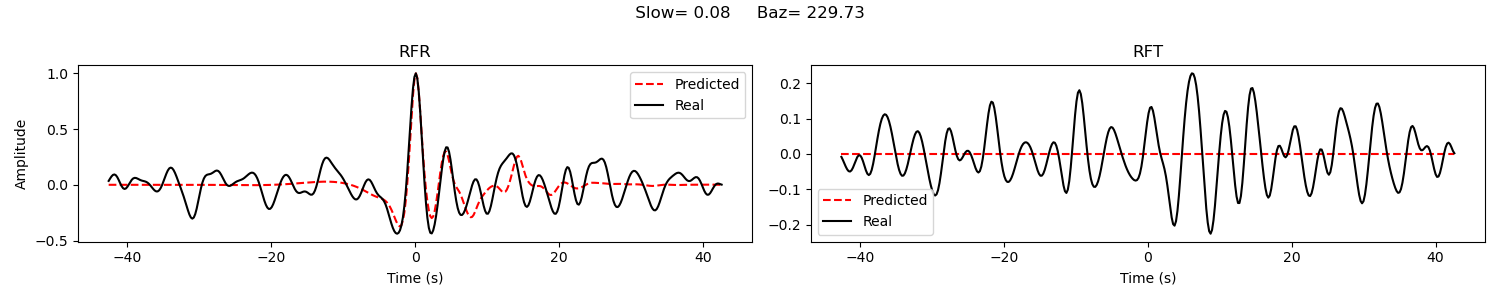 Slow= 0.08 Baz= 229.73
RFR
RFT
Amplitude
1.0
0.5
0.0
−0.5
Predicted
Real
−40
−20
0
20
40
Time (s)
0.2
0.1
0.0
−0.1
−0.2
Predicted
Real
−40
−20
0
20
40
Time (s)